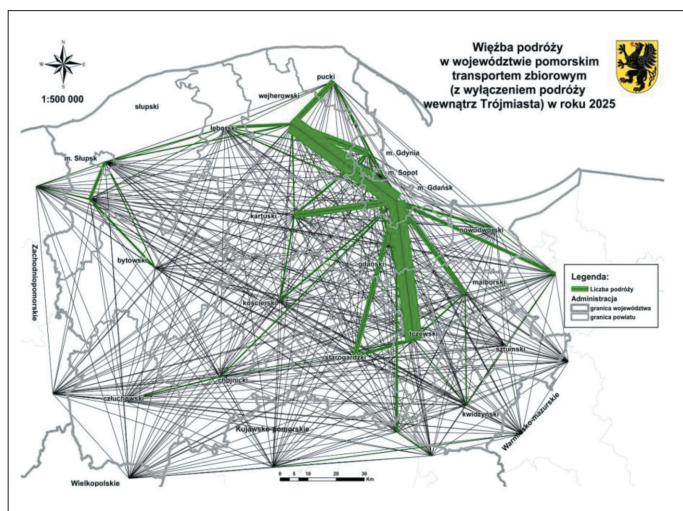 Więźba podróży
w województwie pomorskim
transportem zbiorowym
(z wyłączeniem podróży
wewnątrz Trójmiasta) w roku 2025
N
W
E
S
1:500 000
pucki
wejherowski
słupski
lęborski
m. Słupsk
m. Gdynia
m. Sopot
m. Gdańsk
kartuski
nowodworski
Zachodniopomorskie
bytowski
gdański
malborski
kościerski
Legenda:
Liczba podróży
Administracja
granica województwa
granica powiatu
tczewski
sztumski
starogardzki
chojnicki
człuchowski
kwidzyński
Kujawsko-pomorskie
Warmińsko-mazurskie
Wielkopolskie
0 5 10 20 30
Km